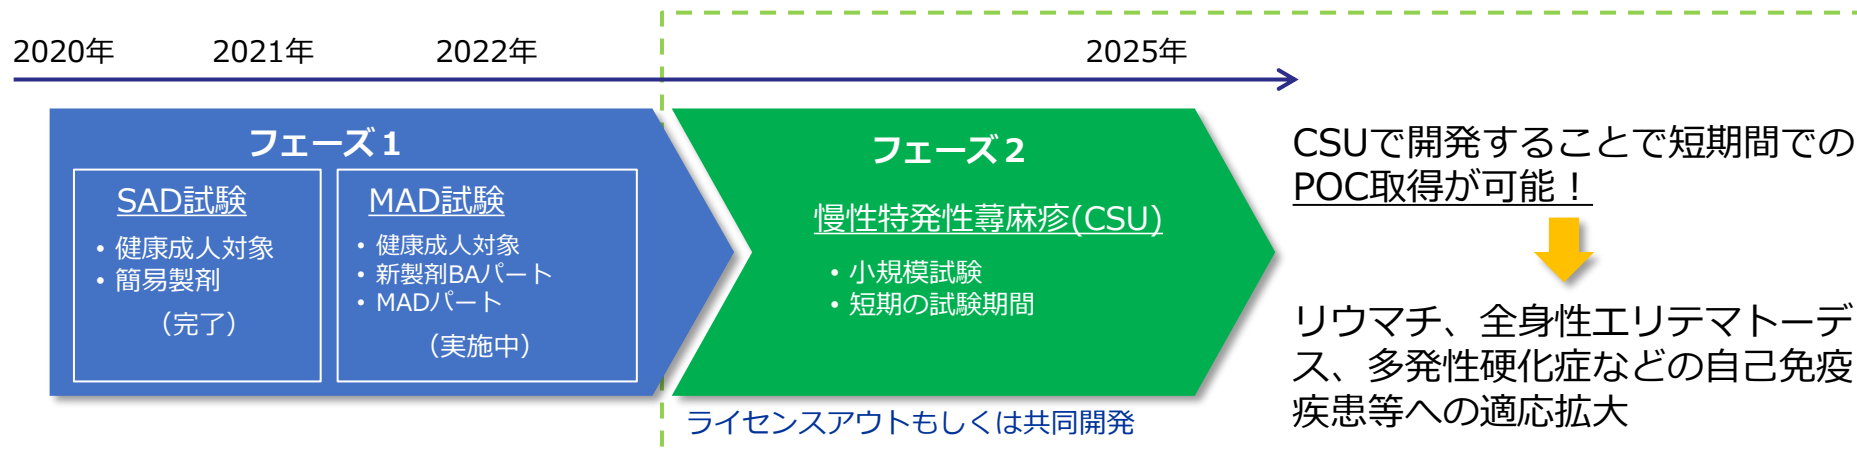 2020年
2021年
2022年
2025年
フェーズ１
SAD試験
・健康成人対象
・簡易製剤
（完了）
MAD試験
・健康成人対象
・新製剤BAパート
・MADパート
（実施中）
フェーズ２
慢性特発性蕁麻疹(CSU)
・小規模試験
・短期の試験期間
ライセンスアウトもしくは共同開発
CSUで開発することで短期間での
POC取得が可能！
リウマチ、全身性エリテマトーデ
ス、多発性硬化症などの自己免疫
疾患等への適応拡大